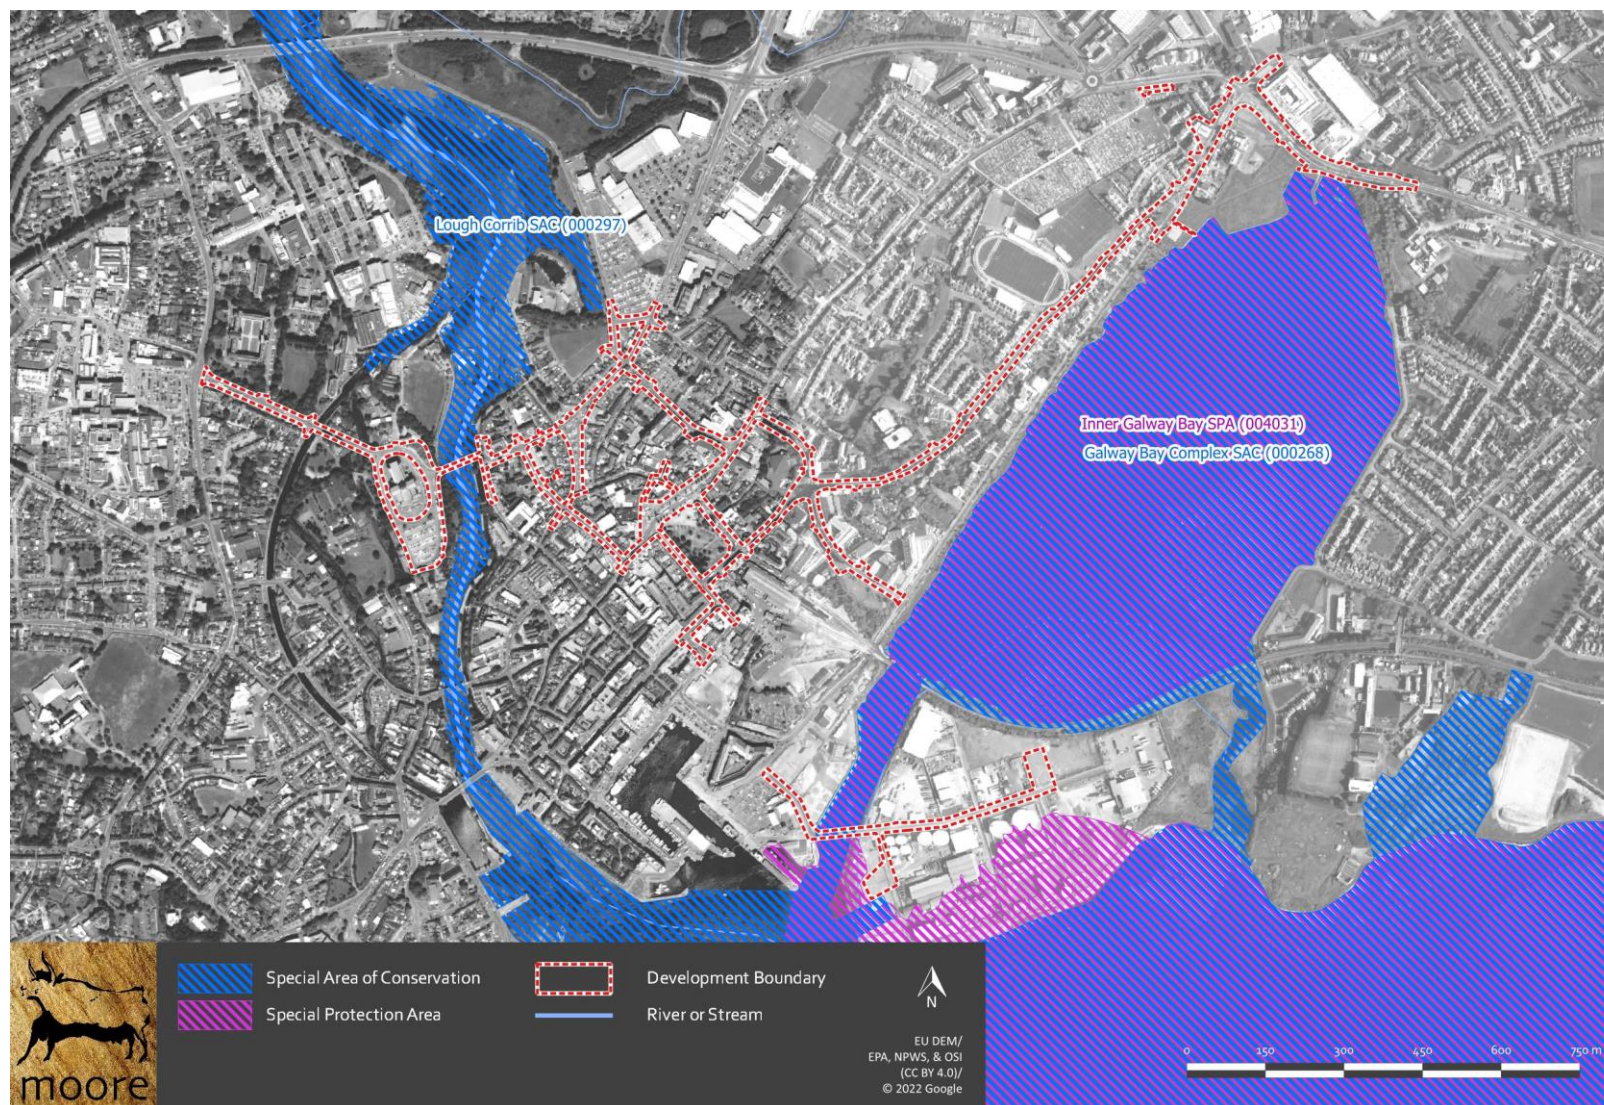 Lough Corrib SAC (000297)
Inner Galway Bay SPA (004031)
Galway Bay Complex SAC (000268)
Special Area of Conservation
Special Protection Area
Development Boundary
River or Stream
N
EU DEM/
EPA, NPWS, & OSI
(CC BY 4.0)/
© 2022 Google
0 150 300 450 600 750 m
moore